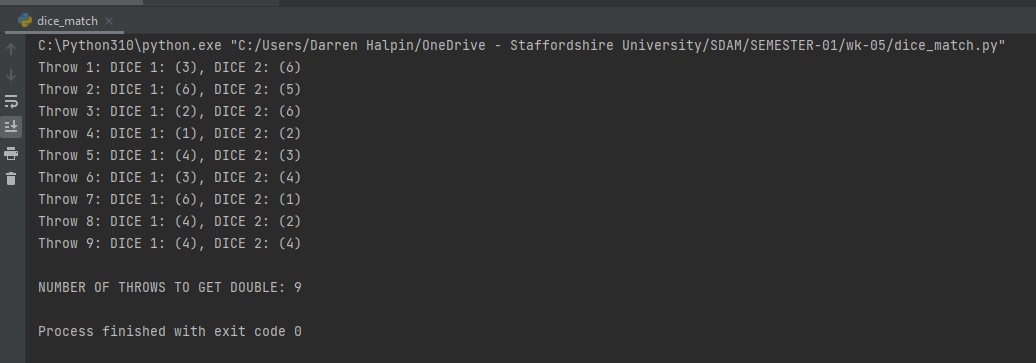 dice_match
C:\Python310\python.exe "C:/Users/Darren Halpin/OneDrive - Staffordshire University/SDAM/SEMESTER-01/wk-05/dice_match.py"
Throw 1: DICE 1: (3), DICE 2: (6)
Throw 2: DICE 1: (6), DICE 2: (5)
Throw 3: DICE 1: (2), DICE 2: (6)
Throw 4: DICE 1: (1), DICE 2: (2)
Throw 5: DICE 1: (4), DICE 2: (3)
Throw 6: DICE 1: (3), DICE 2: (4)
Throw 7: DICE 1: (6), DICE 2: (1)
Throw 8: DICE 1: (4), DICE 2: (2)
Throw 9: DICE 1: (4), DICE 2: (4)
NUMBER OF THROWS TO GET DOUBLE: 9
Process finished with exit code 0